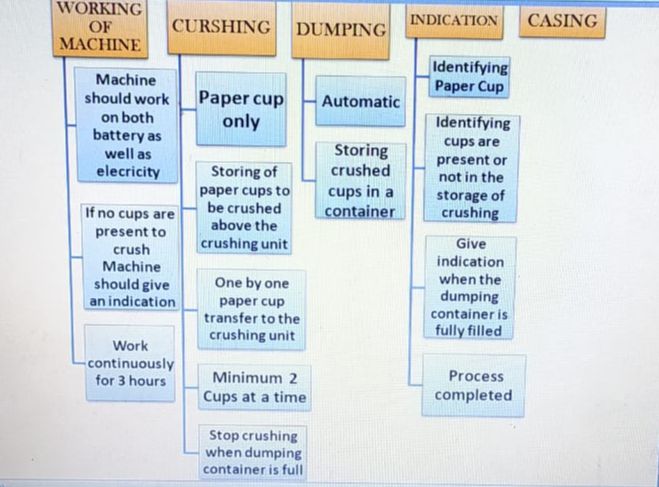 WORKING
OF
MACHINE
Machine
should work
on both
battery as
well as
elecricity
If no cups are
present to
crush
Machine
should give
an indication
Work
continuously
for 3 hours
CURSHING
Paper cup
only
Storing of
paper cups to
be crushed
above the
crushing unit
One by one
paper cup
transfer to the
crushing unit
Minimum 2
Cups at a time
Stop crushing
when dumping
container is full
DUMPING
Automatic
Storing
crushed
cups in a
container
INDICATION
Identifying
Paper Cup
Identifying
cups are
present or
not in the
storage of
crushing
Give
indication
when the
dumping
container is
fully filled
Process
completed
CASING